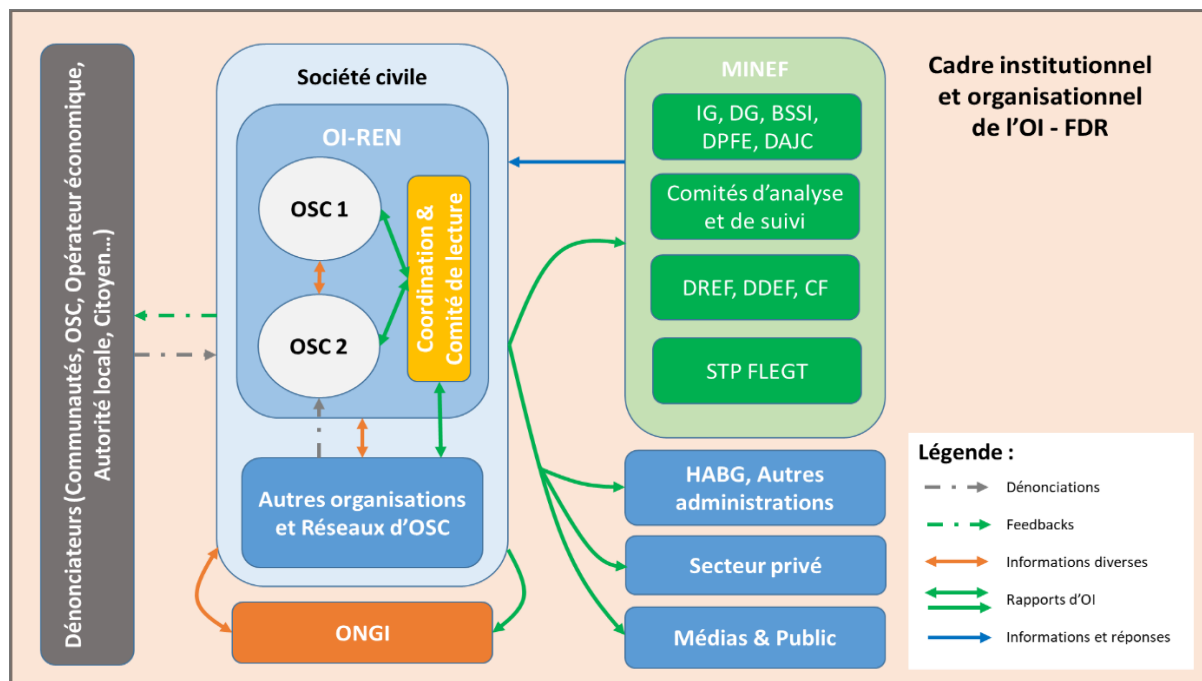 Dénonciateurs (Communautés, OSC, Opérateur économique,
Autorité locale, Citoyen...)
Société civile
OI-REN
OSC 1
OSC 2
Coordination &
Comité de lecture
Autres organisations
et Réseaux d'OSC
ONGI
MINEF
IG, DG, BSSI,
DPFE, DAJC
Comités d'analyse
et de suivi
DREF, DDEF, CF
STP FLEGT
HABG, Autres
administrations
Secteur privé
Médias & Public
Cadre institutionnel
et organisationnel
de l'OI - FDR
Légende :
Dénonciations
Feedbacks
Informations diverses
Rapports d'OI
Informations et réponses